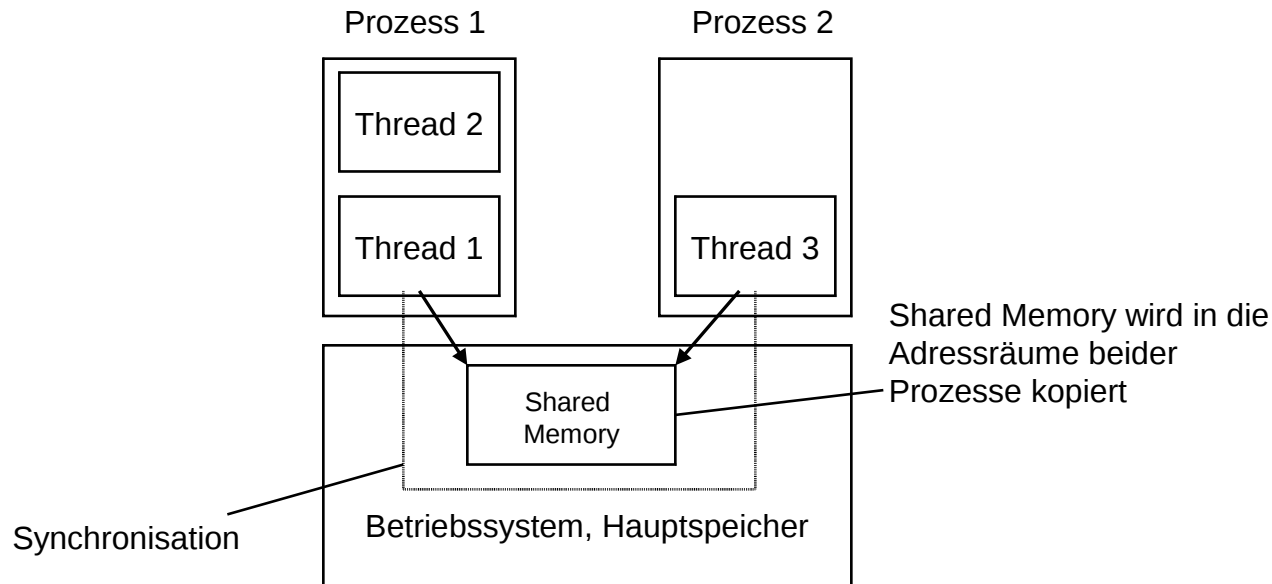 Prozess 1
Prozess 2
Thread 2
Thread 1
Thread 3
Shared Memory wird in die
Adressräume beider
Prozesse kopiert
Shared
Memory
Synchronisation
Betriebssystem, Hauptspeicher